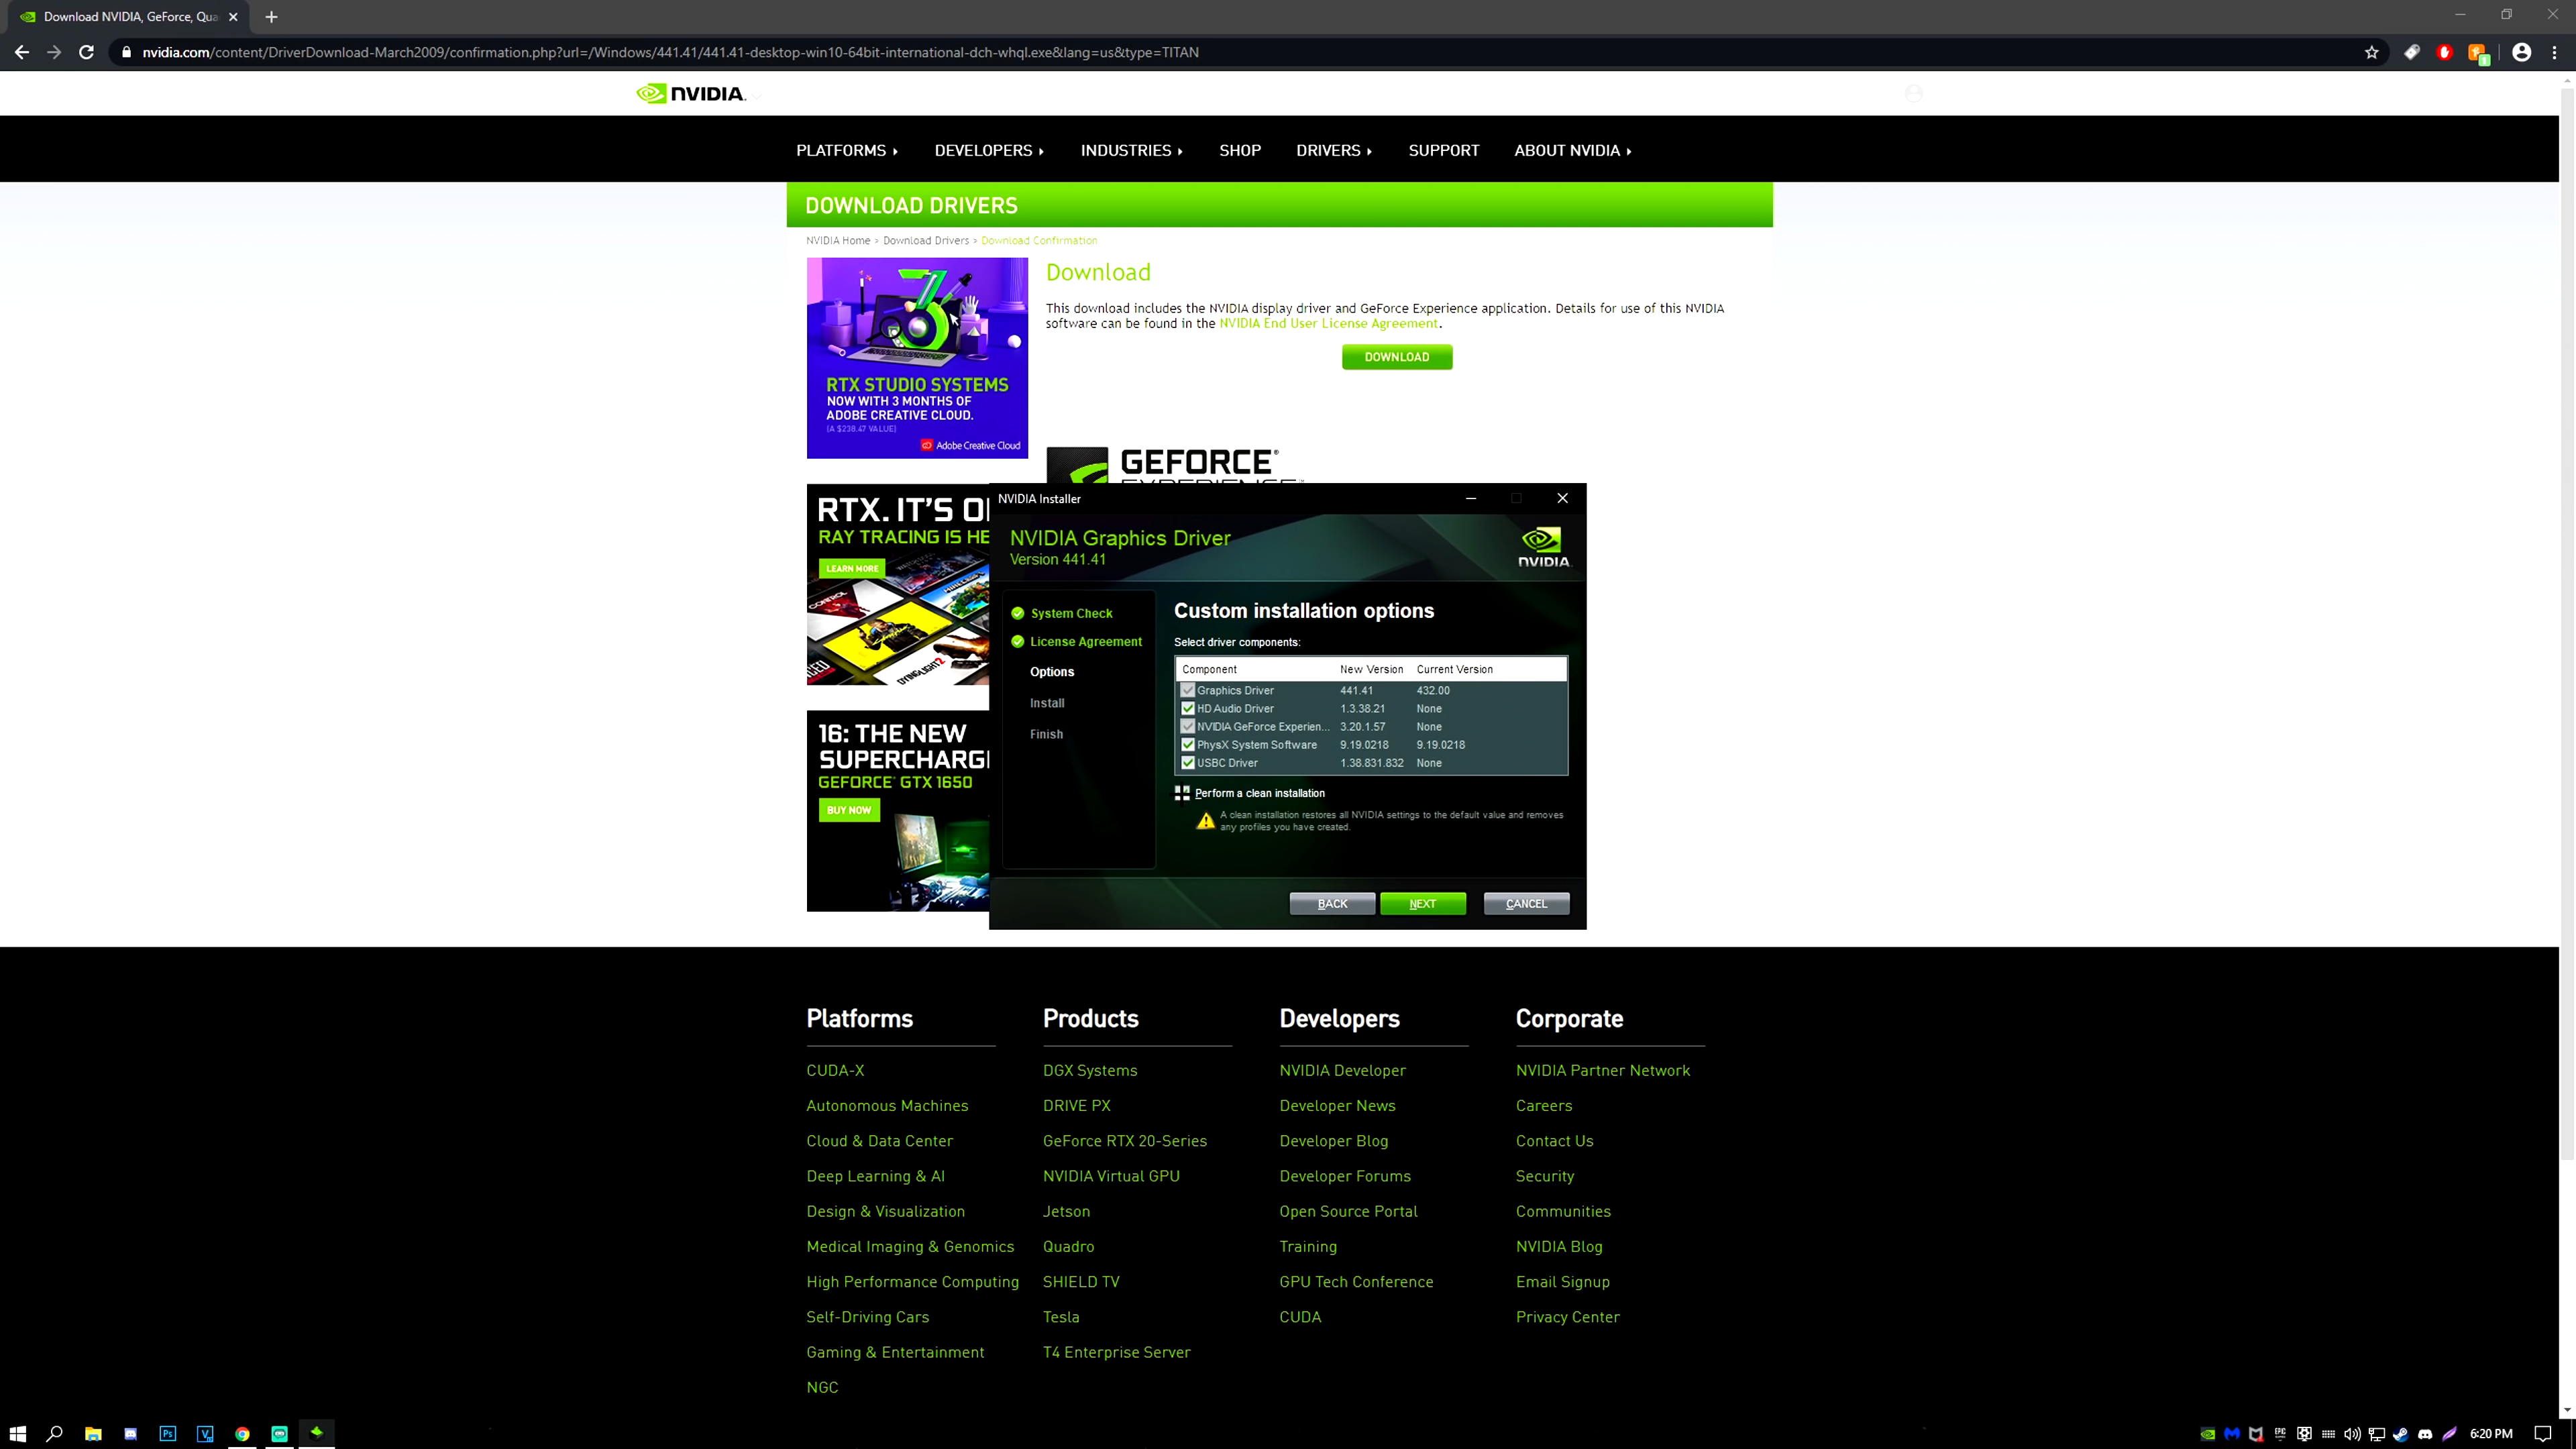 Download NVIDIA, GeForce, Qua
nvidia.com/content/DriverDownload-March2009/confirmation.php?url=/Windows/441.41/441.41-desktop-win10-64bit-international-dch-whql.exe&lang=us&type=TITAN
NVIDIA.
PLATFORMS DEVELOPERS INDUSTRIES SHOP DRIVERS SUPPORT ABOUT NVIDIA
DOWNLOAD DRIVERS
NVIDIA Home > Download Drivers > Download Confirmation
RTX STUDIO SYSTEMS
NOW WITH 3 MONTHS OF
ADOBE CREATIVE CLOUD.
(A $238.47 VALUE)
Adobe Creative Cloud
Download
This download includes the NVIDIA display driver and GeForce Experience application. Details for use of this NVIDIA
software can be found in the NVIDIA End User License Agreement.
DOWNLOAD
GEFORCE®
RTX. IT'S O
RAY TRACING IS HE
LEARN MORE
CONTROL
DYING LIGHT 2
16: THE NEW
SUPERCHARG
GEFORCE® GTX 1650
BUY NOW
NVIDIA Installer
NVIDIA Graphics Driver
Version 441.41
NVIDIA.
System Check
License Agreement
Options
Install
Finish
Custom installation options
Select driver components:
Component New Version Current Version
Graphics Driver 441.41 432.00
HD Audio Driver 1.3.38.21 None
NVIDIA GeForce Experien... 3.20.1.57 None
PhysX System Software 9.19.0218 9.19.0218
USBC Driver 1.38.831.832 None
Perform a clean installation
A clean installation restores all NVIDIA settings to the default value and removes
any profiles you have created.
BACK NEXT CANCEL
Platforms
CUDA-X
Autonomous Machines
Cloud & Data Center
Deep Learning & AI
Design & Visualization
Medical Imaging & Genomics
High Performance Computing
Self-Driving Cars
Gaming & Entertainment
NGC
Products
DGX Systems
DRIVE PX
GeForce RTX 20-Series
NVIDIA Virtual GPU
Jetson
Quadro
SHIELD TV
Tesla
T4 Enterprise Server
Developers
NVIDIA Developer
Developer News
Developer Blog
Developer Forums
Open Source Portal
Training
GPU Tech Conference
CUDA
Corporate
NVIDIA Partner Network
Careers
Contact Us
Security
Communities
NVIDIA Blog
Email Signup
Privacy Center
Ps
EPIC
6:20 PM